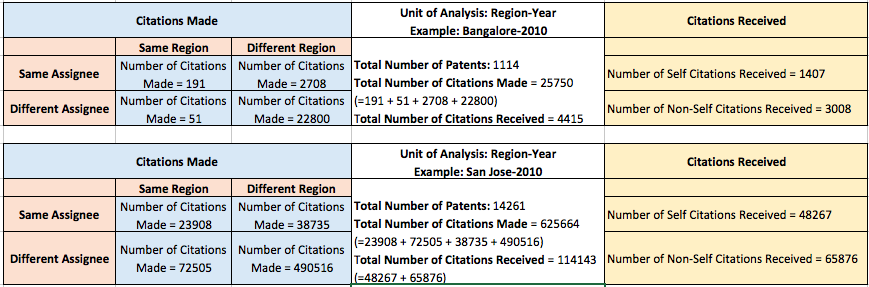 Citations Made
Unit of Analysis: Region-Year
Example: Bangalore-2010
Citations Received
Same Region
Different Region
Same Assignee
Number of Citations
Made = 191
Number of Citations
Made = 2708
Total Number of Patents: 1114
Total Number of Citations Made = 25750
(=191 + 51 + 2708 + 22800)
Total Number of Citations Received = 4415
Number of Self Citations Received = 1407
Different Assignee
Number of Citations
Made = 51
Number of Citations
Made = 22800
Number of Non-Self Citations Received = 3008
Citations Made
Unit of Analysis: Region-Year
Example: San Jose-2010
Citations Received
Same Region
Different Region
Same Assignee
Number of Citations
Made = 23908
Number of Citations
Made = 38735
Total Number of Patents: 14261
Total Number of Citations Made = 625664
(=23908 + 72505 + 38735 + 490516)
Total Number of Citations Received = 114143
(=48267 + 65876)
Number of Self Citations Received = 48267
Different Assignee
Number of Citations
Made = 72505
Number of Citations
Made = 490516
Number of Non-Self Citations Received = 65876